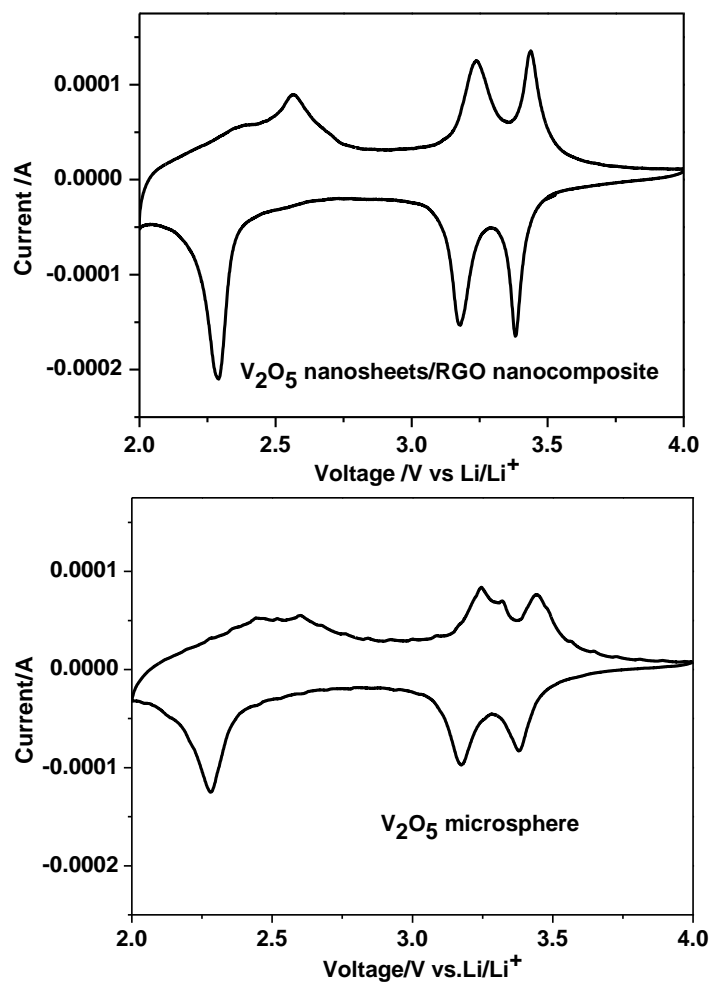 0.0001
0.0000
-0.0001
-0.0002
Current /A
V2O5 nanosheets/RGO nanocomposite
2.0 2.5 3.0 3.5 4.0
Voltage /V vs Li/Li+
0.0001
0.0000
-0.0001
-0.0002
Current/A
V2O5 microsphere
2.0 2.5 3.0 3.5 4.0
Voltage/V vs.Li/Li+